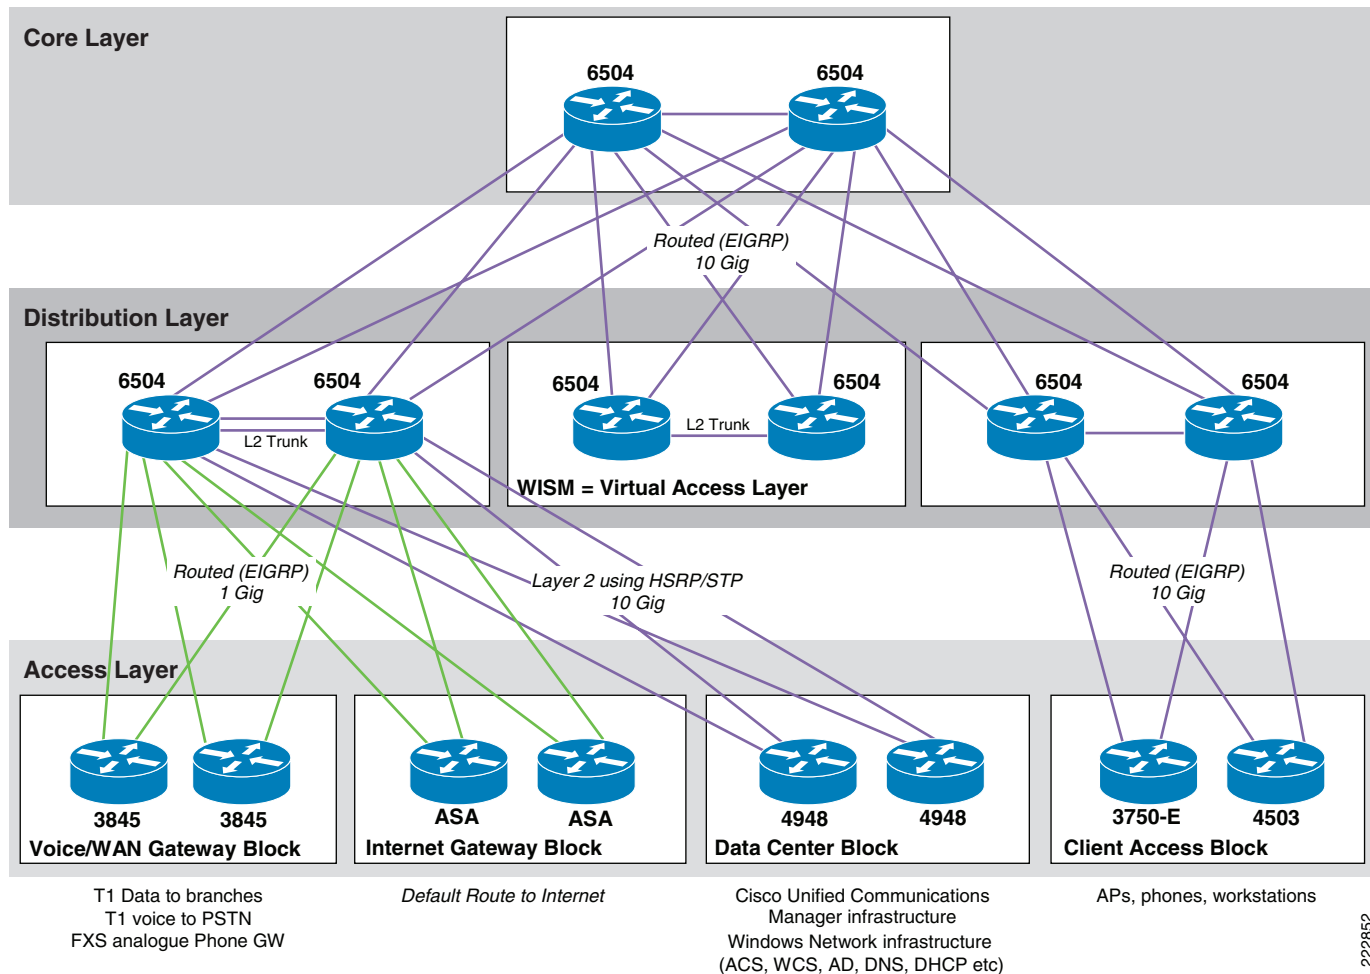 Core Layer
6504
6504
Routed (EIGRP)
10 Gig
Distribution Layer
6504
6504
L2 Trunk
6504
6504
L2 Trunk
WISM = Virtual Access Layer
6504
6504
Routed (EIGRP)
1 Gig
Layer 2 using HSRP/STP
10 Gig
Routed (EIGRP)
10 Gig
Access Layer
3845
3845
Voice/WAN Gateway Block
ASA
ASA
Internet Gateway Block
4948
4948
Data Center Block
3750-E
4503
Client Access Block
T1 Data to branches
T1 voice to PSTN
FXS analogue Phone GW
Default Route to Internet
Cisco Unified Communications
Manager infrastructure
Windows Network infrastructure
(ACS, WCS, AD, DNS, DHCP etc)
APs, phones, workstations
222852